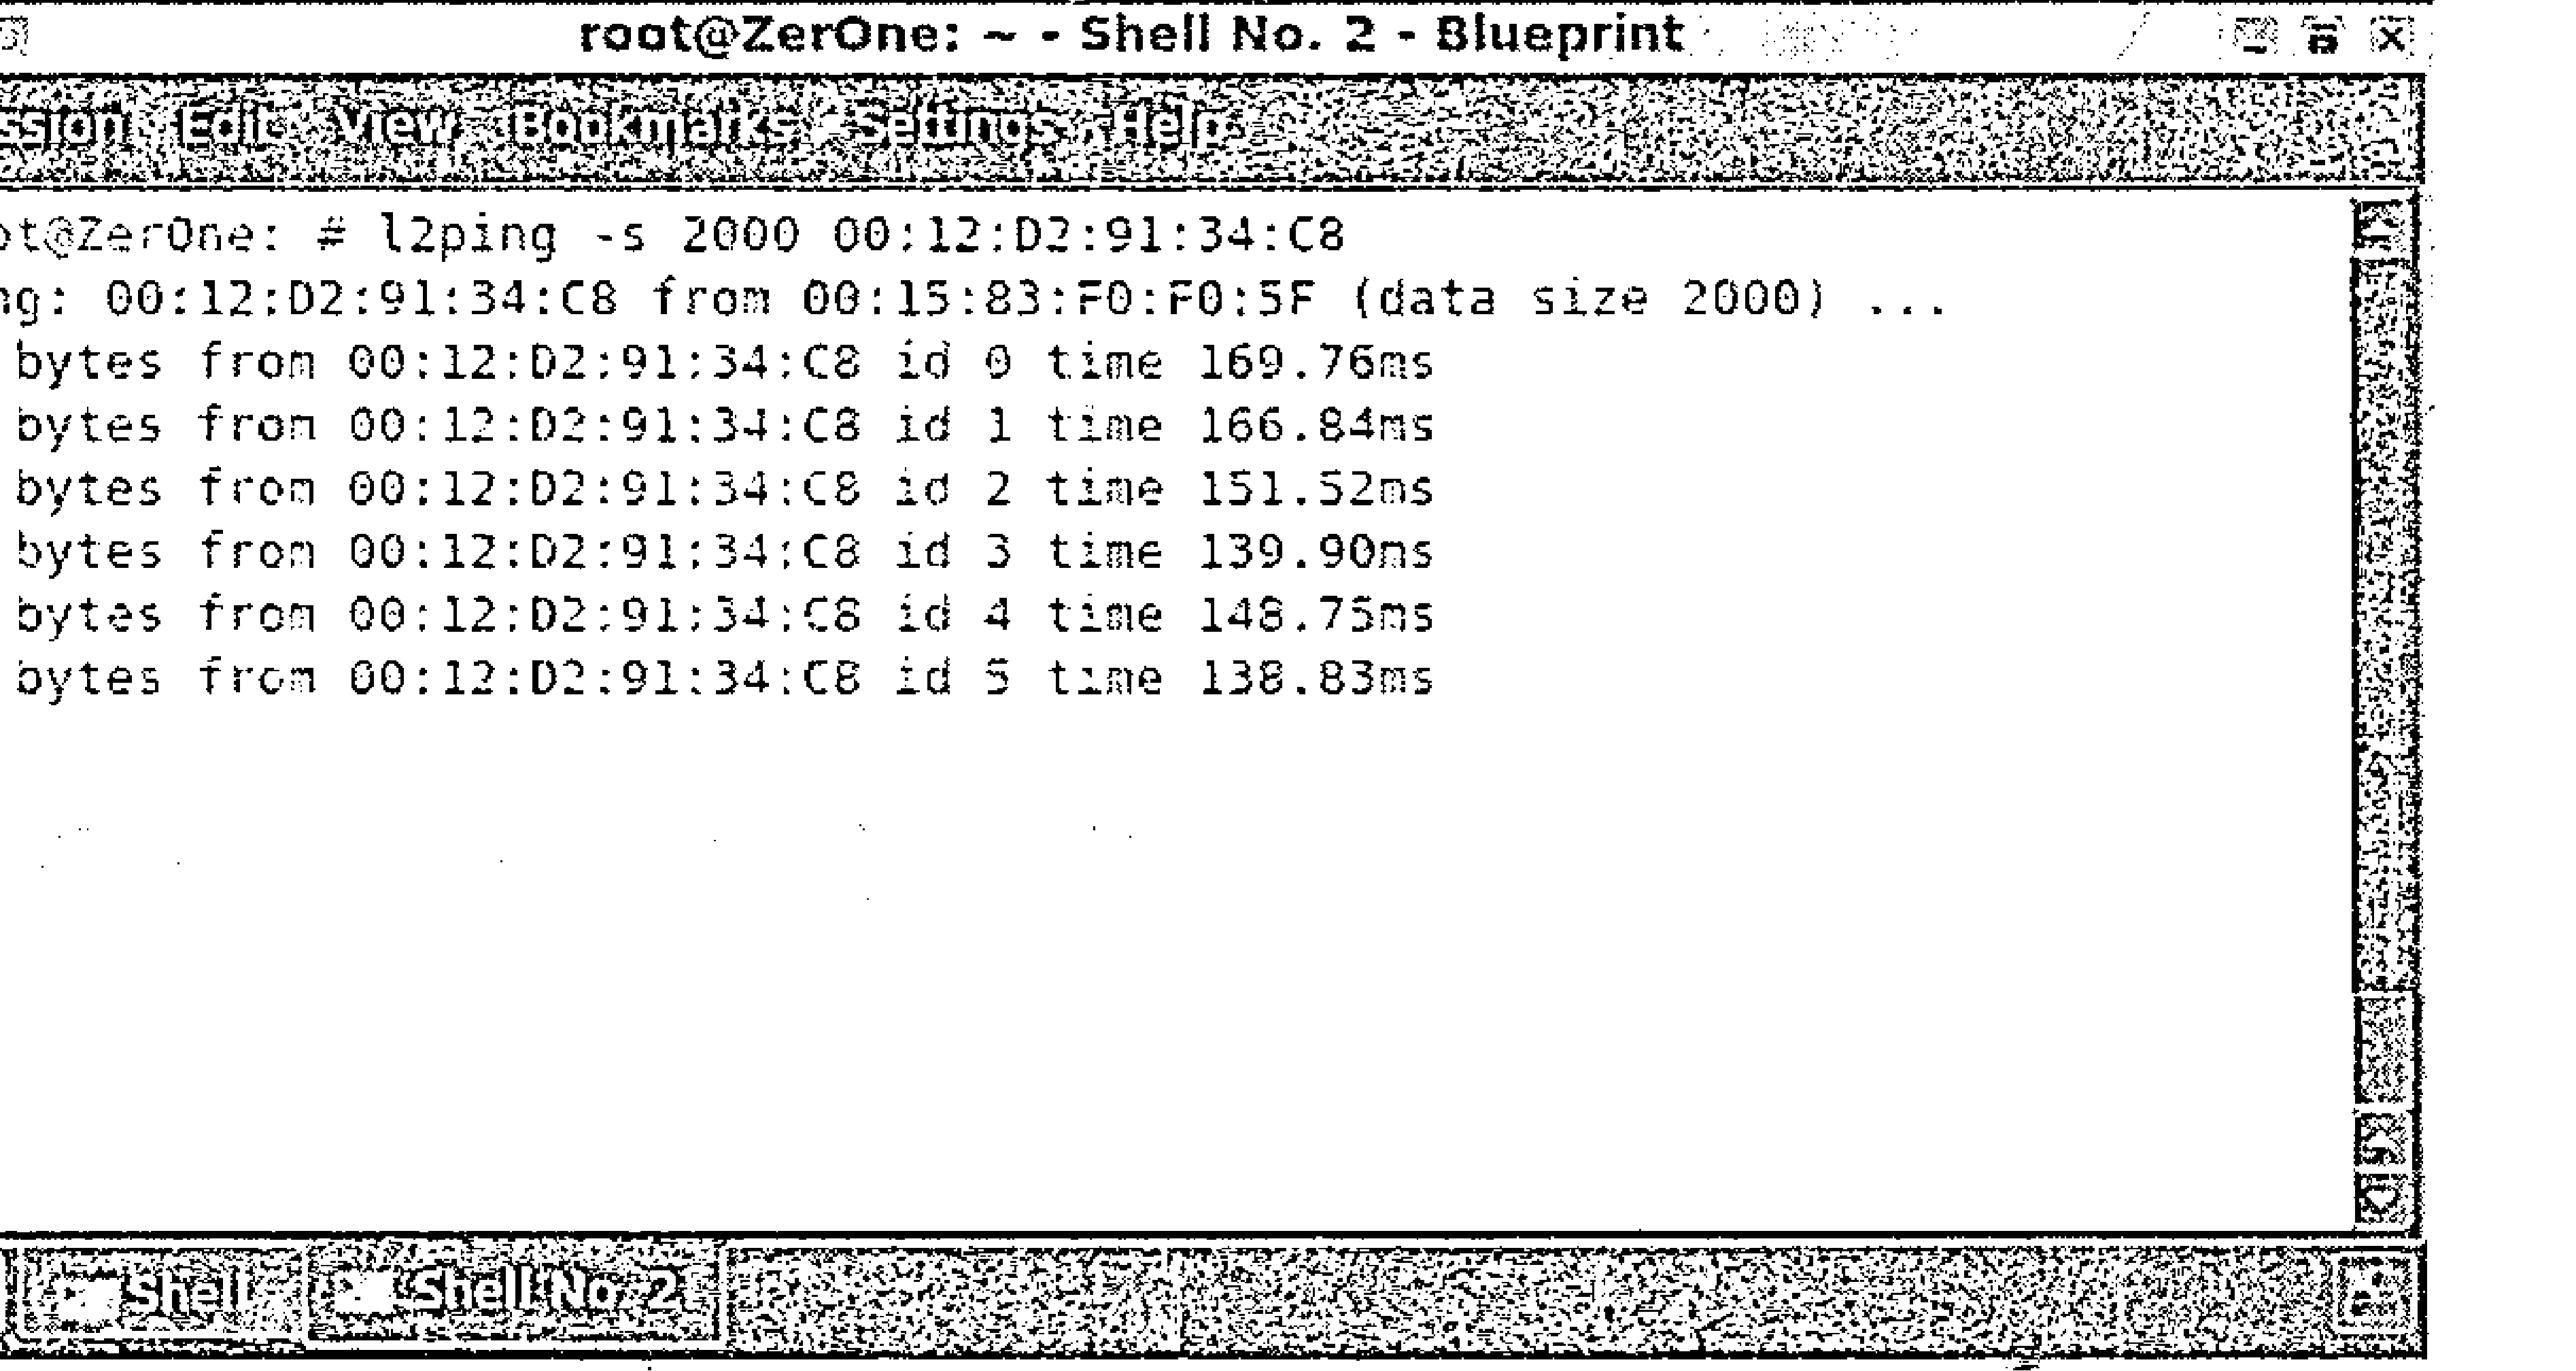 root@ZerOne: ~ - Shell No. 2 - Blueprint
ssion Edit View Bookmarks Settings Help
ot@ZerOne: # l2ping -s 2000 00:12:D2:91:34:C8
ng: 00:12:D2:91:34:C8 from 00:15:83:F0:F0:5F (data size 2000) ...
bytes from 00:12:D2:91:34:C8 id 0 time 169.76ms
bytes from 00:12:D2:91:34:C8 id 1 time 166.84ms
bytes from 00:12:D2:91:34:C8 id 2 time 151.52ms
bytes from 00:12:D2:91:34:C8 id 3 time 139.90ms
bytes from 00:12:D2:91:34:C8 id 4 time 148.75ms
bytes from 00:12:D2:91:34:C8 id 5 time 138.83ms
Shell Shell No. 2